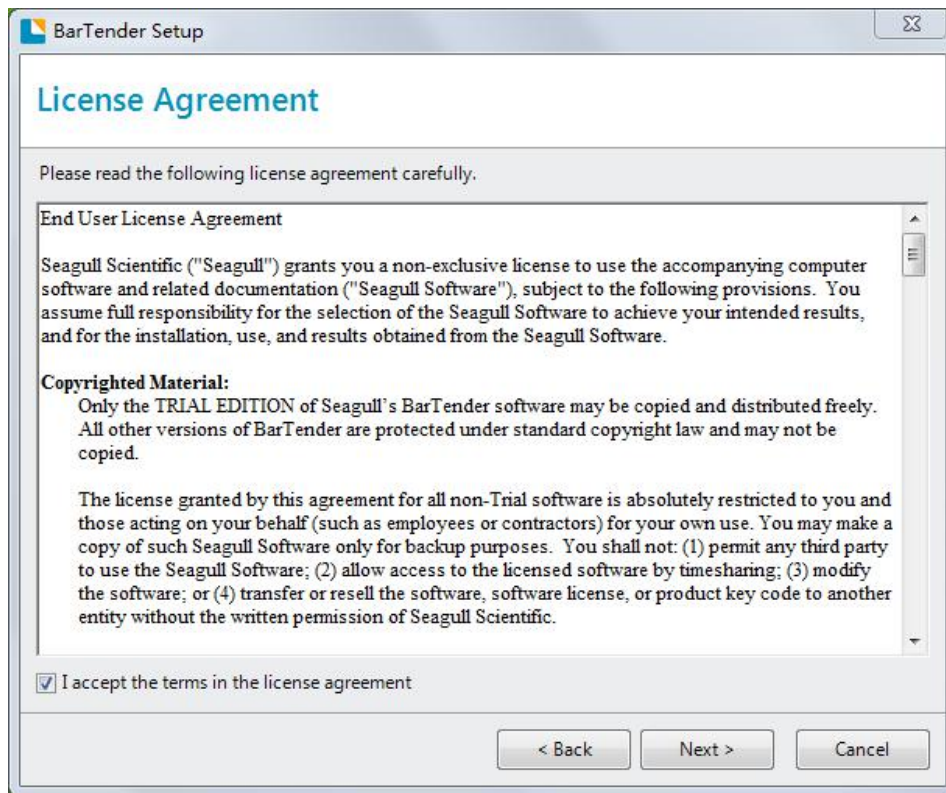 BarTender Setup
License Agreement
Please read the following license agreement carefully.
End User License Agreement
Seagull Scientific ("Seagull") grants you a non-exclusive license to use the accompanying computer
software and related documentation ("Seagull Software"), subject to the following provisions.  You
assume full responsibility for the selection of the Seagull Software to achieve your intended results,
and for the installation, use, and results obtained from the Seagull Software.
Copyrighted Material:
Only the TRIAL EDITION of Seagull’s BarTender software may be copied and distributed freely.
All other versions of BarTender are protected under standard copyright law and may not be
copied.
The license granted by this agreement for all non-Trial software is absolutely restricted to you and
those acting on your behalf (such as employees or contractors) for your own use. You may make a
copy of such Seagull Software only for backup purposes.  You shall not: (1) permit any third party
to use the Seagull Software; (2) allow access to the licensed software by timesharing; (3) modify
the software; or (4) transfer or resell the software, software license, or product key code to another
entity without the written permission of Seagull Scientific.
I accept the terms in the license agreement
< Back
Next >
Cancel